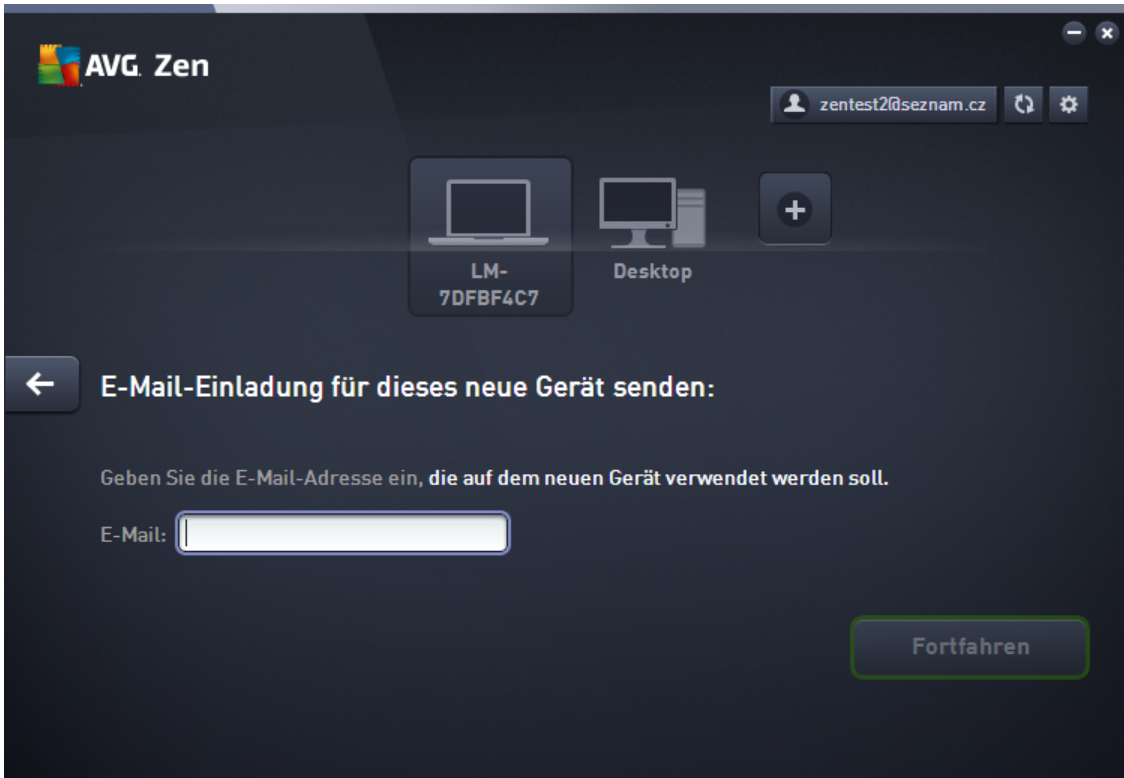 AVG. Zen
zentest2@seznam.cz
LM-
7DFBF4C7
Desktop
E-Mail-Einladung für dieses neue Gerät senden:
Geben Sie die E-Mail-Adresse ein, die auf dem neuen Gerät verwendet werden soll.
E-Mail:
Fortfahren